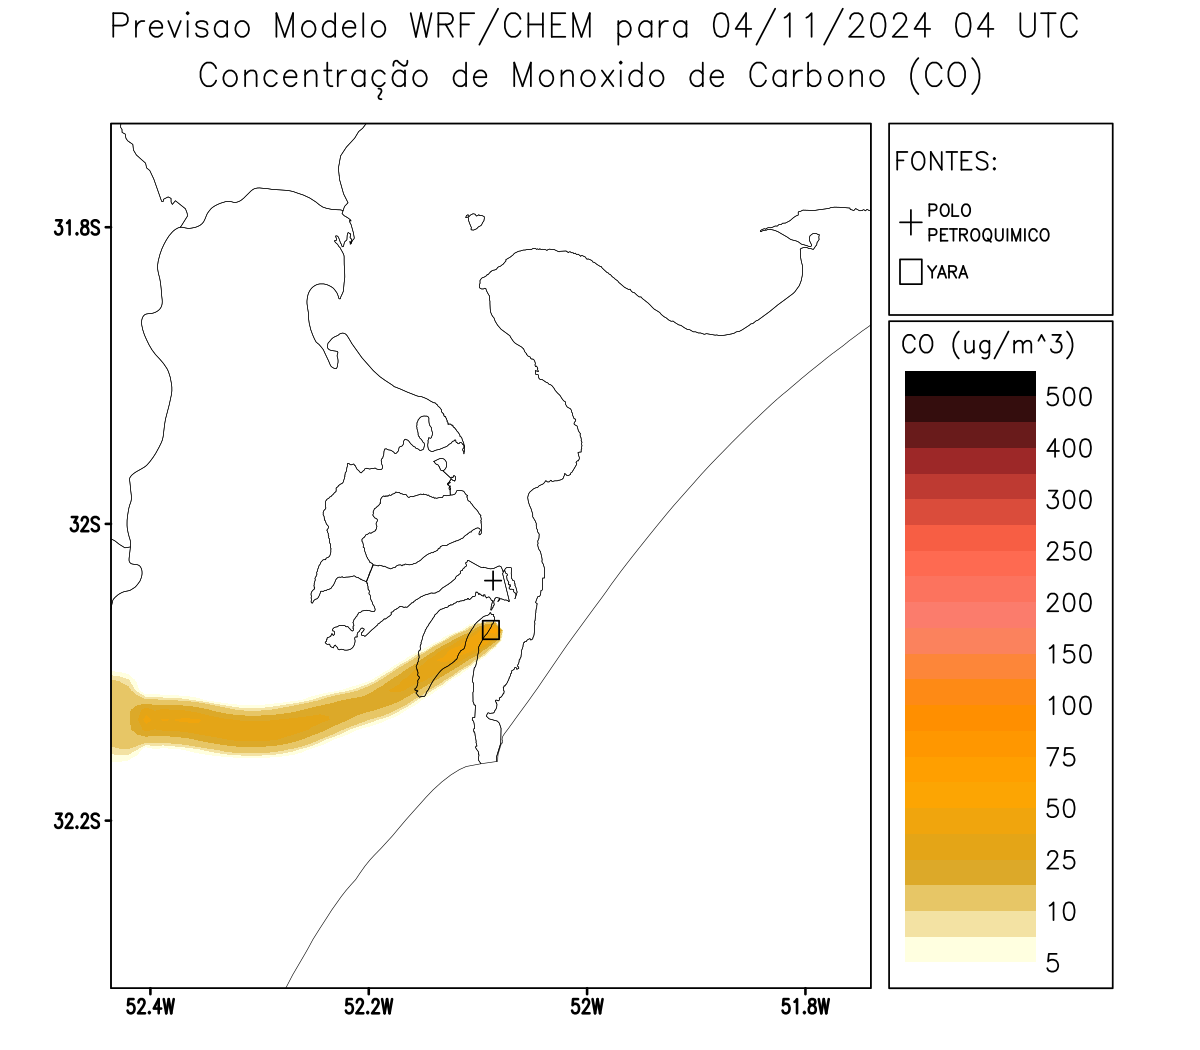 Previsao Modelo WRF/CHEM para 04/11/2024 04 UTC
Concentração de Monoxido de Carbono (CO)
FONTES:
POLO
PETROQUIMICO
YARA
CO (ug/m^3)
500
400
300
250
200
150
100
75
50
25
10
5
31.8S
32S
32.2S
52.4W
52.2W
52W
51.8W